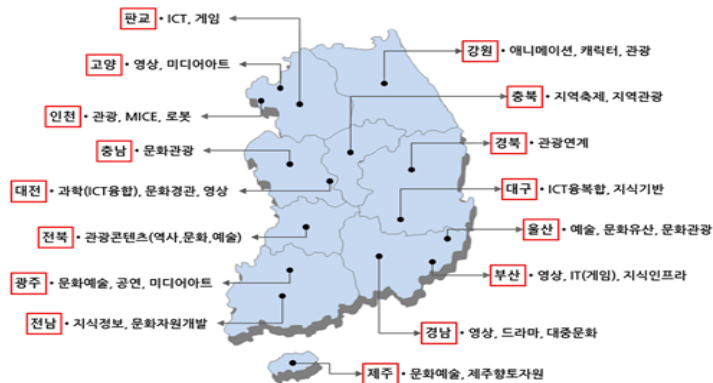 판교 • ICT, 게임
고양 • 영상, 미디어아트
인천 • 관광, MICE, 로봇
충남 • 문화관광
대전 • 과학(ICT융합), 문화경관, 영상
전북 • 관광콘텐츠(역사,문화,예술)
광주 • 문화예술, 공연, 미디어아트
전남 • 지식정보, 문화자원개발
강원 • 애니메이션, 캐릭터, 관광
충북 • 지역축제, 지역관광
경북 • 관광연계
대구 • ICT융복합, 지식기반
울산 • 예술, 문화유산, 문화관광
부산 • 영상, IT(게임), 지식인프라
경남 • 영상, 드라마, 대중문화
제주 • 문화예술, 제주향토자원